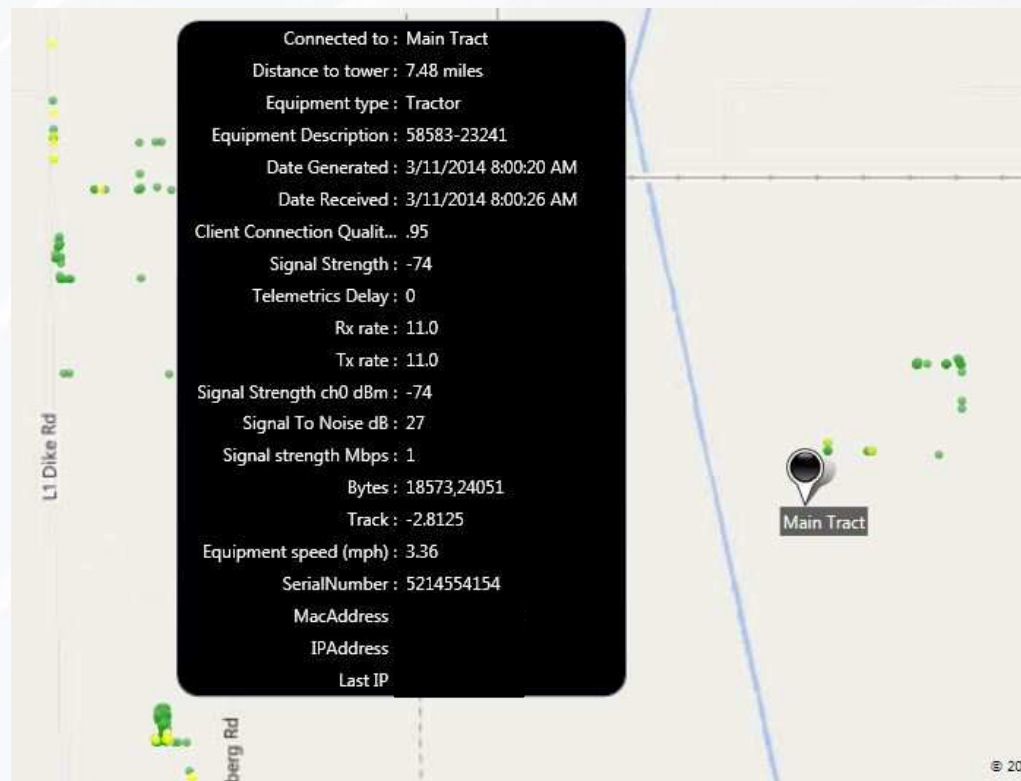 Connected to : Main Tract
Distance to tower : 7.48 miles
Equipment type : Tractor
Equipment Description : 58583-23241
Date Generated : 3/11/2014 8:00:20 AM
Date Received : 3/11/2014 8:00:26 AM
Client Connection Qualit... .95
Signal Strength : -74
Telemetrics Delay : 0
Rx rate : 11.0
Tx rate : 11.0
Signal Strength ch0 dBm : -74
Signal To Noise dB : 27
Signal strength Mbps : 1
Bytes : 18573,24051
Track : -2.8125
Equipment speed (mph) : 3.36
SerialNumber : 5214554154
MacAddress
IPAddress
Last IP
L1 Dike Rd
Main Tract
berg Rd
© 20